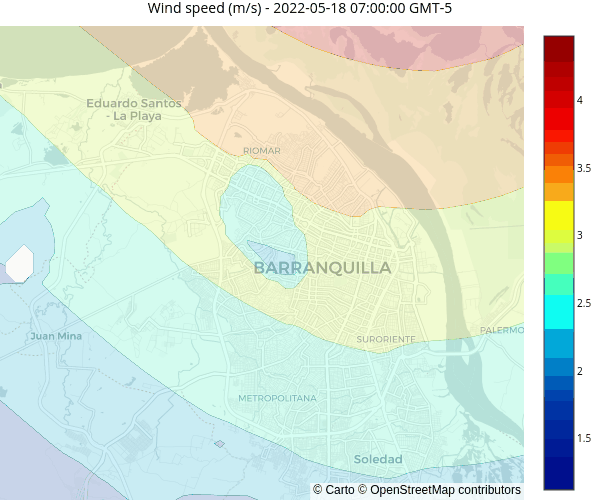 Wind speed (m/s) - 2022-05-18 07:00:00 GMT-5
Eduardo Santos
- La Playa
RIOMAR
BARRANQUILLA
Juan Mina
SURORIENTE
PALERMO
METROPOLITANA
Soledad
© Carto © OpenStreetMap contributors
4
3.5
3
2.5
2
1.5